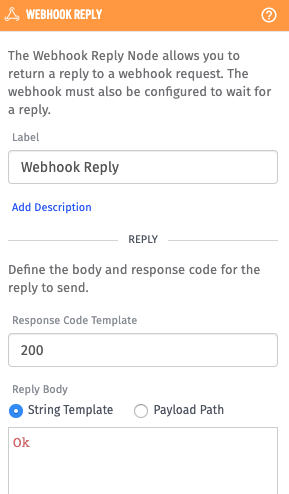 WEBHOOK REPLY
The Webhook Reply Node allows you to
return a reply to a webhook request. The
webhook must also be configured to wait for
a reply.
Label
Webhook Reply
Add Description
REPLY
Define the body and response code for the
reply to send.
Response Code Template
200
Reply Body
String Template Payload Path
Ok